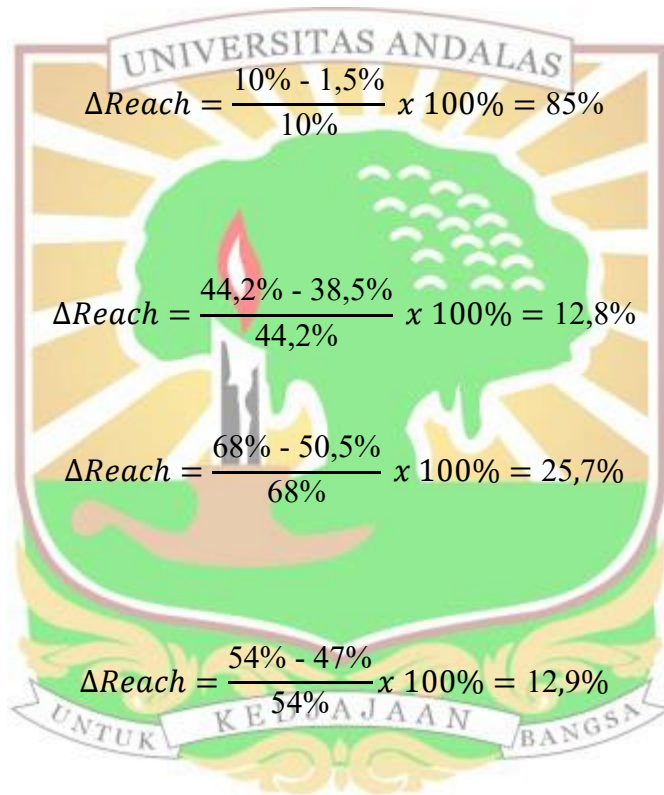 UNIVERSITAS ANDALAS
ΔReach = (10% - 1,5%)/10% x 100% = 85%
ΔReach = (44,2% - 38,5%)/44,2% x 100% = 12,8%
ΔReach = (68% - 50,5%)/68% x 100% = 25,7%
ΔReach = (54% - 47%)/54% x 100% = 12,9%
UNTUK KEDJAJAAN BANGSA